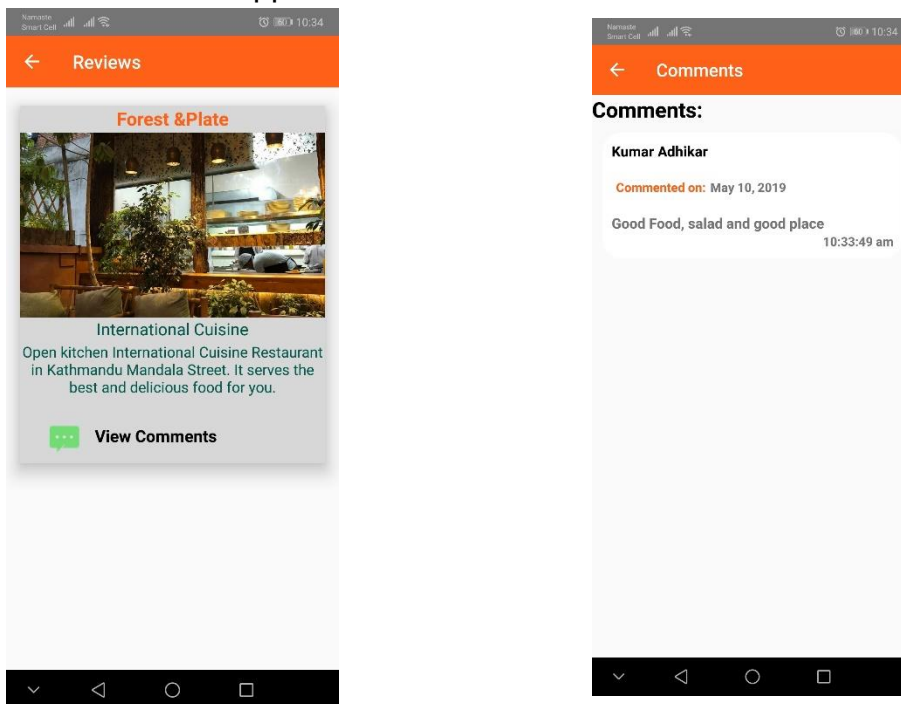 Namaste
Smart Cell
60 10:34
Reviews
Forest &Plate
International Cuisine
Open kitchen International Cuisine Restaurant
in Kathmandu Mandala Street. It serves the
best and delicious food for you.
View Comments
Namaste
Smart Cell
60 10:34
Comments
Comments:
Kumar Adhikar
Commented on: May 10, 2019
Good Food, salad and good place
10:33:49 am